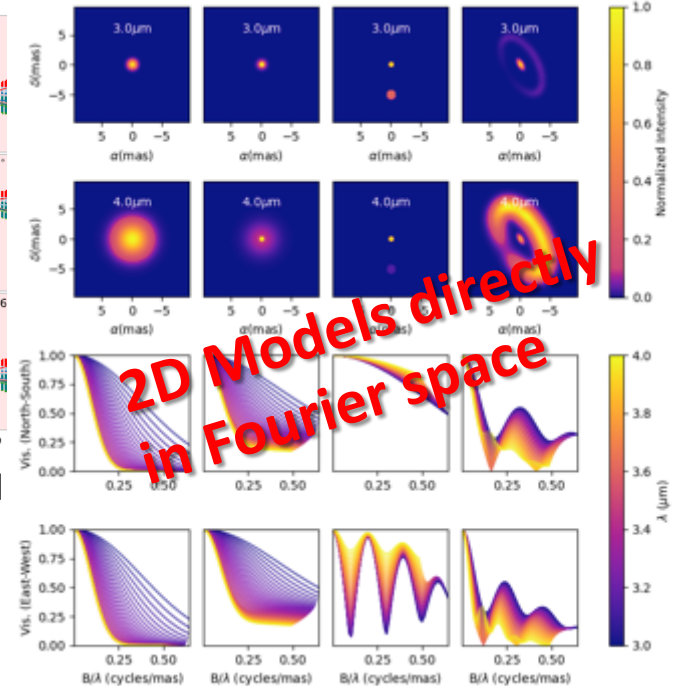 3.0μm 3.0μm 3.0μm 3.0μm
5
0
−5
δ(mas)
5 0 −5 5 0 −5 5 0 −5 5 0 −5
α(mas) α(mas) α(mas) α(mas)
4.0μm 4.0μm 4.0μm 4.0μm
5
0
−5
δ(mas)
5 0 −5 5 0 −5 5 0 −5 5 0 −5
α(mas) α(mas) α(mas) α(mas)
1.0
0.8
0.6
0.4
0.2
0.0
Normalized Intensity
2D Models directly
in Fourier space
1.00
0.75
0.50
0.25
0.00
Vis. (North-South)
0.25 0.50 0.25 0.50 0.25 0.50 0.25 0.50
1.00
0.75
0.50
0.25
0.00
Vis. (East-West)
0.25 0.50 0.25 0.50 0.25 0.50 0.25 0.50
B/λ (cycles/mas) B/λ (cycles/mas) B/λ (cycles/mas) B/λ (cycles/mas)
4.0
3.8
3.6
3.4
3.2
3.0
λ (μm)
6